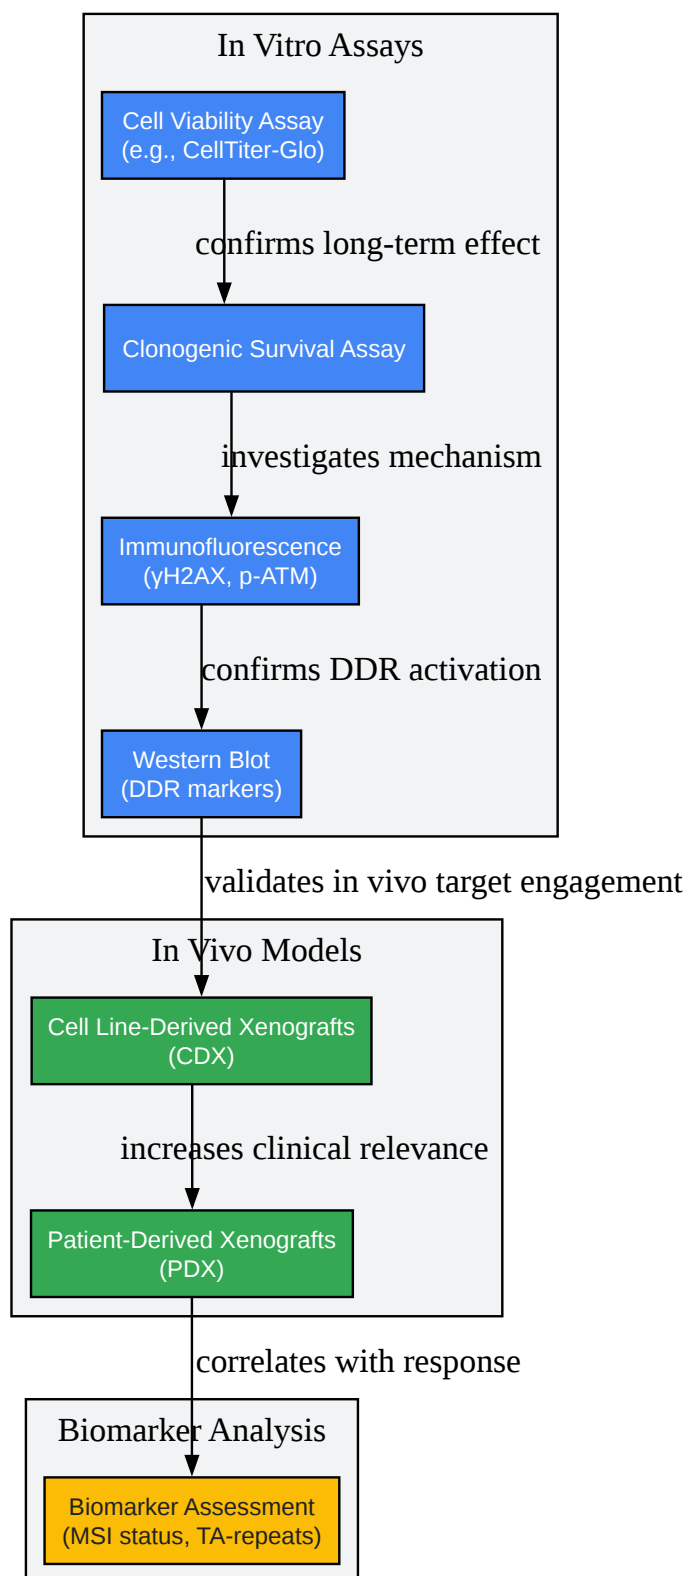 In Vitro Assays
Cell Viability Assay
(e.g., CellTiter-Glo)
confirms long-term effect
Clonogenic Survival Assay
investigates mechanism
Immunofluorescence
(γH2AX, p-ATM)
confirms DDR activation
Western Blot
(DDR markers)
validates in vivo target engagement
In Vivo Models
Cell Line-Derived Xenografts
(CDX)
increases clinical relevance
Patient-Derived Xenografts
(PDX)
correlates with response
Biomarker Analysis
Biomarker Assessment
(MSI status, TA-repeats)